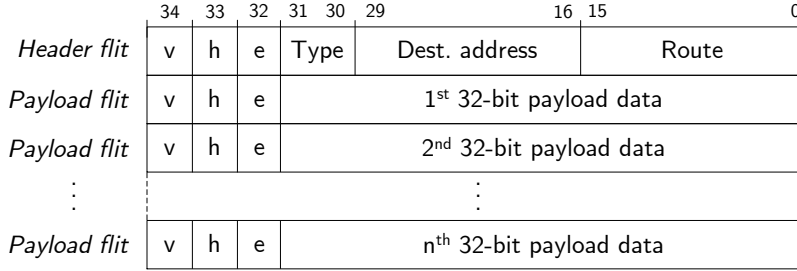 34 33 32 31 30 29 16 15 0
Header flit v h e Type Dest. address Route
Payload flit v h e 1st 32-bit payload data
Payload flit v h e 2nd 32-bit payload data
⋮ ⋮
Payload flit v h e nth 32-bit payload data